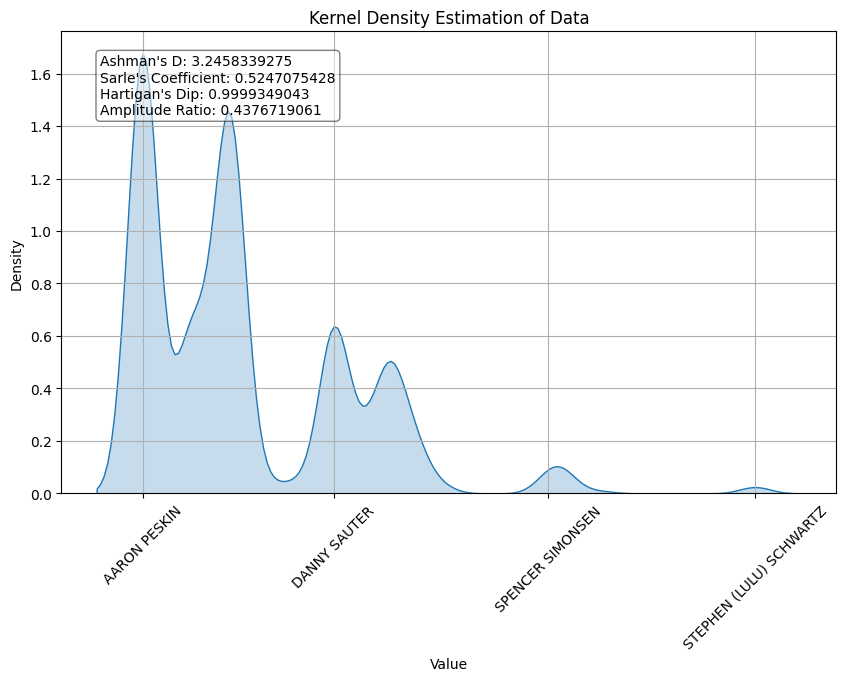 Kernel Density Estimation of Data
Ashman's D: 3.2458339275
Sarle's Coefficient: 0.5247075428
Hartigan's Dip: 0.9999349043
Amplitude Ratio: 0.4376719061
1.6
1.4
1.2
1.0
0.8
0.6
0.4
0.2
0.0
Density
AARON PESKIN
DANNY SAUTER
SPENCER SIMONSEN
STEPHEN (LULU) SCHWARTZ
Value